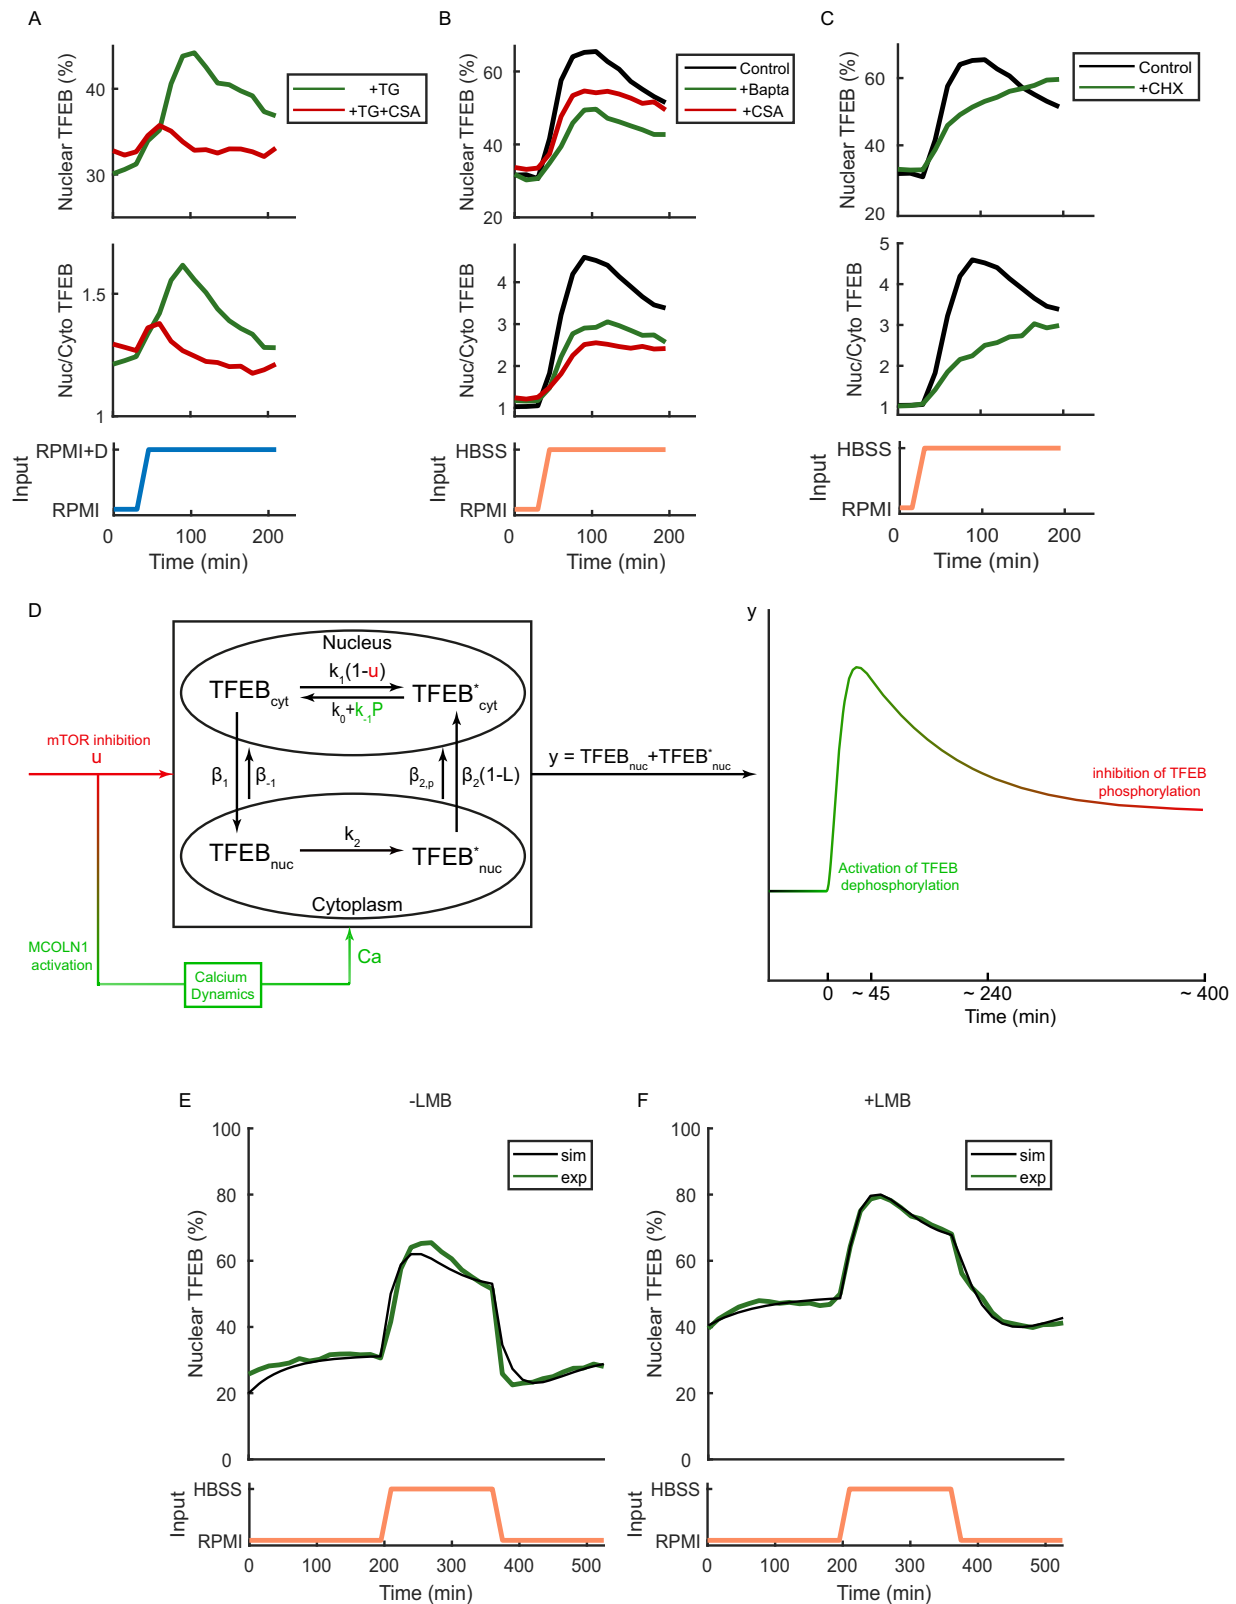 A
B
C
Nuclear TFEB (%)
40
30
+TG
+TG+CSA
Nuclear TFEB (%)
60
40
20
Control
+Bapta
+CSA
Nuclear TFEB (%)
60
40
20
Control
+CHX
Nuc/Cyto TFEB
1.5
1
Nuc/Cyto TFEB
4
3
2
1
Nuc/Cyto TFEB
5
4
3
2
1
Input
RPMI+D
RPMI
0 100 200
Time (min)
Input
HBSS
RPMI
0 100 200
Time (min)
Input
HBSS
RPMI
0 100 200
Time (min)
D
Nucleus
k1(1-u)
TFEBcyt TFEB*cyt
k0+k-1P
mTOR inhibition
u
β1 β-1 β2,p β2(1-L)
y = TFEBnuc+TFEB*nuc
k2
TFEBnuc TFEB*nuc
Cytoplasm
MCOLN1
activation
Calcium
Dynamics
Ca
y
inhibition of TFEB
phosphorylation
Activation of TFEB
dephosphorylation
0 ~ 45 ~ 240 ~ 400
Time (min)
E
-LMB
Nuclear TFEB (%)
100
80
60
40
20
0
sim
exp
Input
HBSS
RPMI
0 100 200 300 400 500
Time (min)
F
+LMB
Nuclear TFEB (%)
100
80
60
40
20
0
sim
exp
Input
HBSS
RPMI
0 100 200 300 400 500
Time (min)